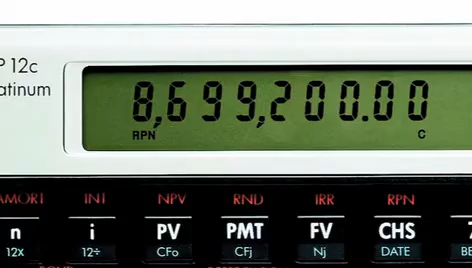 P 12c
atinum
8,699,200.00
RPN C
AMORT INT NPV RND IRR RPN
n i PV PMT FV CHS
12x 12÷ CFo CFj Nj DATE BE